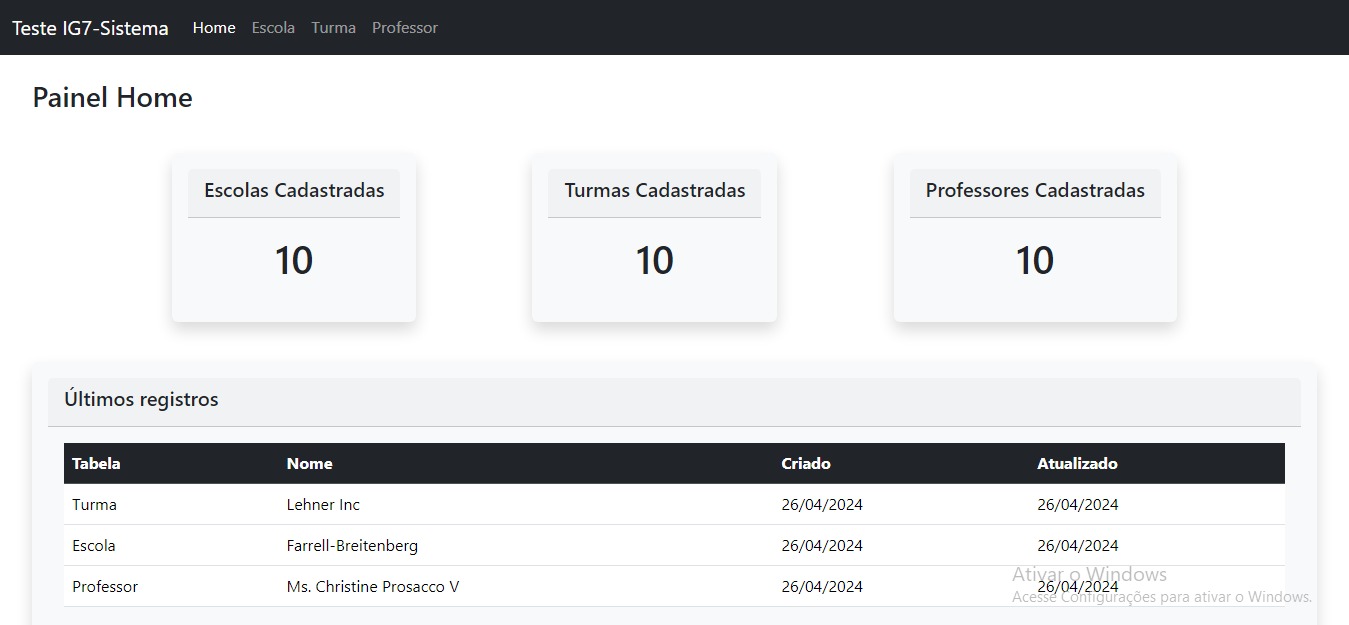 Teste IG7-Sistema Home Escola Turma Professor
Painel Home
Escolas Cadastradas Turmas Cadastradas Professores Cadastradas
10 10 10
Últimos registros
Tabela Nome Criado Atualizado
Turma Lehner Inc 26/04/2024 26/04/2024
Escola Farrell-Breitenberg 26/04/2024 26/04/2024
Ativar o Windows
Professor Ms. Christine Prosacco V 26/04/2024 26/04/2024
Acesse Configurações para ativar o Windows.